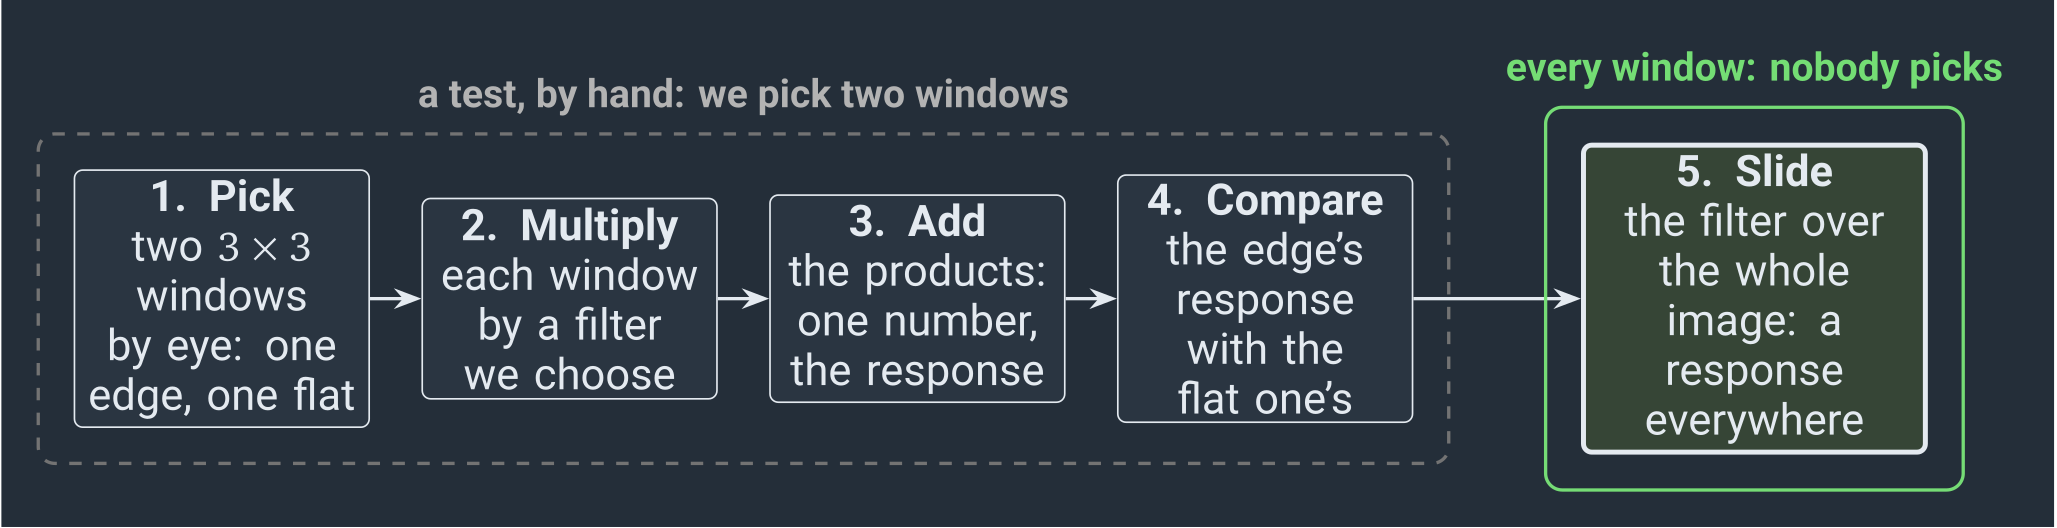 every window: nobody picks
a test, by hand: we pick two windows
1. Pick
two 3 × 3
windows
by eye: one
edge, one flat
2. Multiply
each window
by a filter
we choose
3. Add
the products:
one number,
the response
4. Compare
the edge’s
response
with the
flat one’s
5. Slide
the filter over
the whole
image: a
response
everywhere